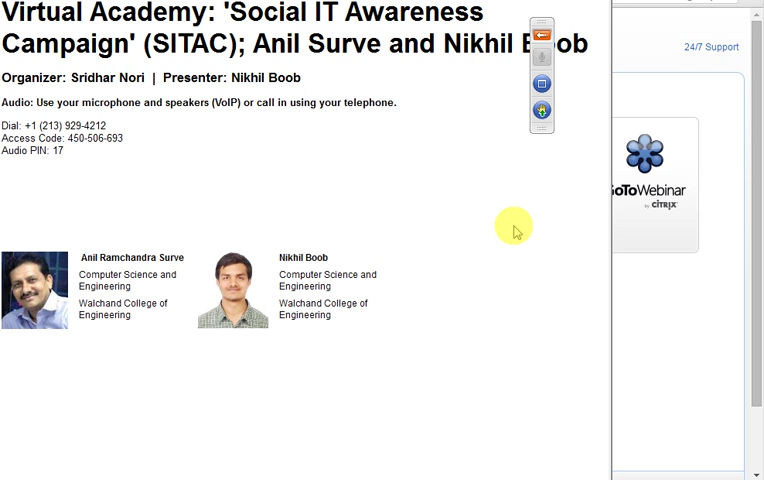 Virtual Academy: 'Social IT Awareness
Campaign' (SITAC); Anil Surve and Nikhil Boob
Organizer: Sridhar Nori | Presenter: Nikhil Boob
Audio: Use your microphone and speakers (VoIP) or call in using your telephone.
Dial: +1 (213) 929-4212
Access Code: 450-506-693
Audio PIN: 17
Anil Ramchandra Surve
Computer Science and
Engineering
Walchand College of
Engineering
Nikhil Boob
Computer Science and
Engineering
Walchand College of
Engineering
24/7 Support
GoToWebinar
by CITRIX